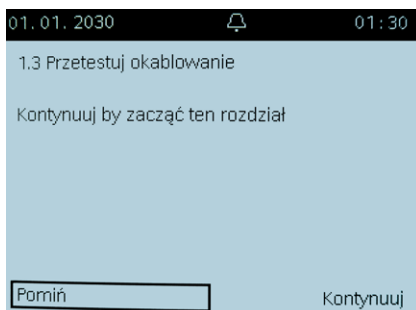 01.01.2030 01:30
1.3 Przetestuj okablowanie
Kontynuuj by zacząć ten rozdział
Pomiń Kontynuuj